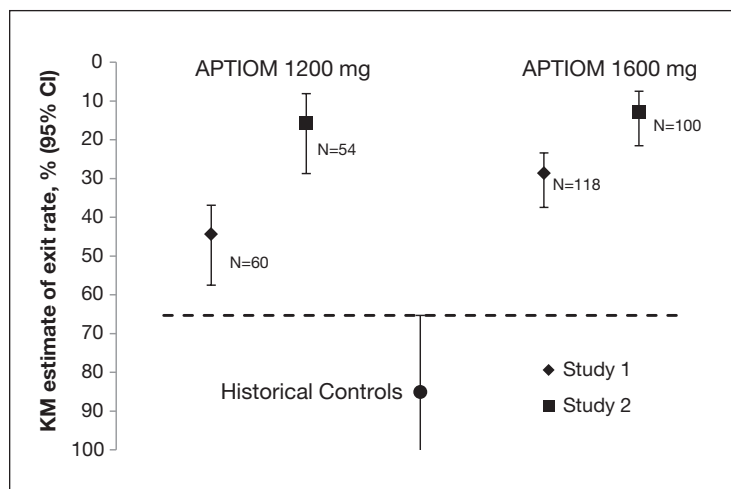 KM estimate of exit rate, % (95% CI)
0
10
20
30
40
50
60
70
80
90
100
APTIOM 1200 mg
APTIOM 1600 mg
N=54
N=60
N=100
N=118
Historical Controls
Study 1
Study 2